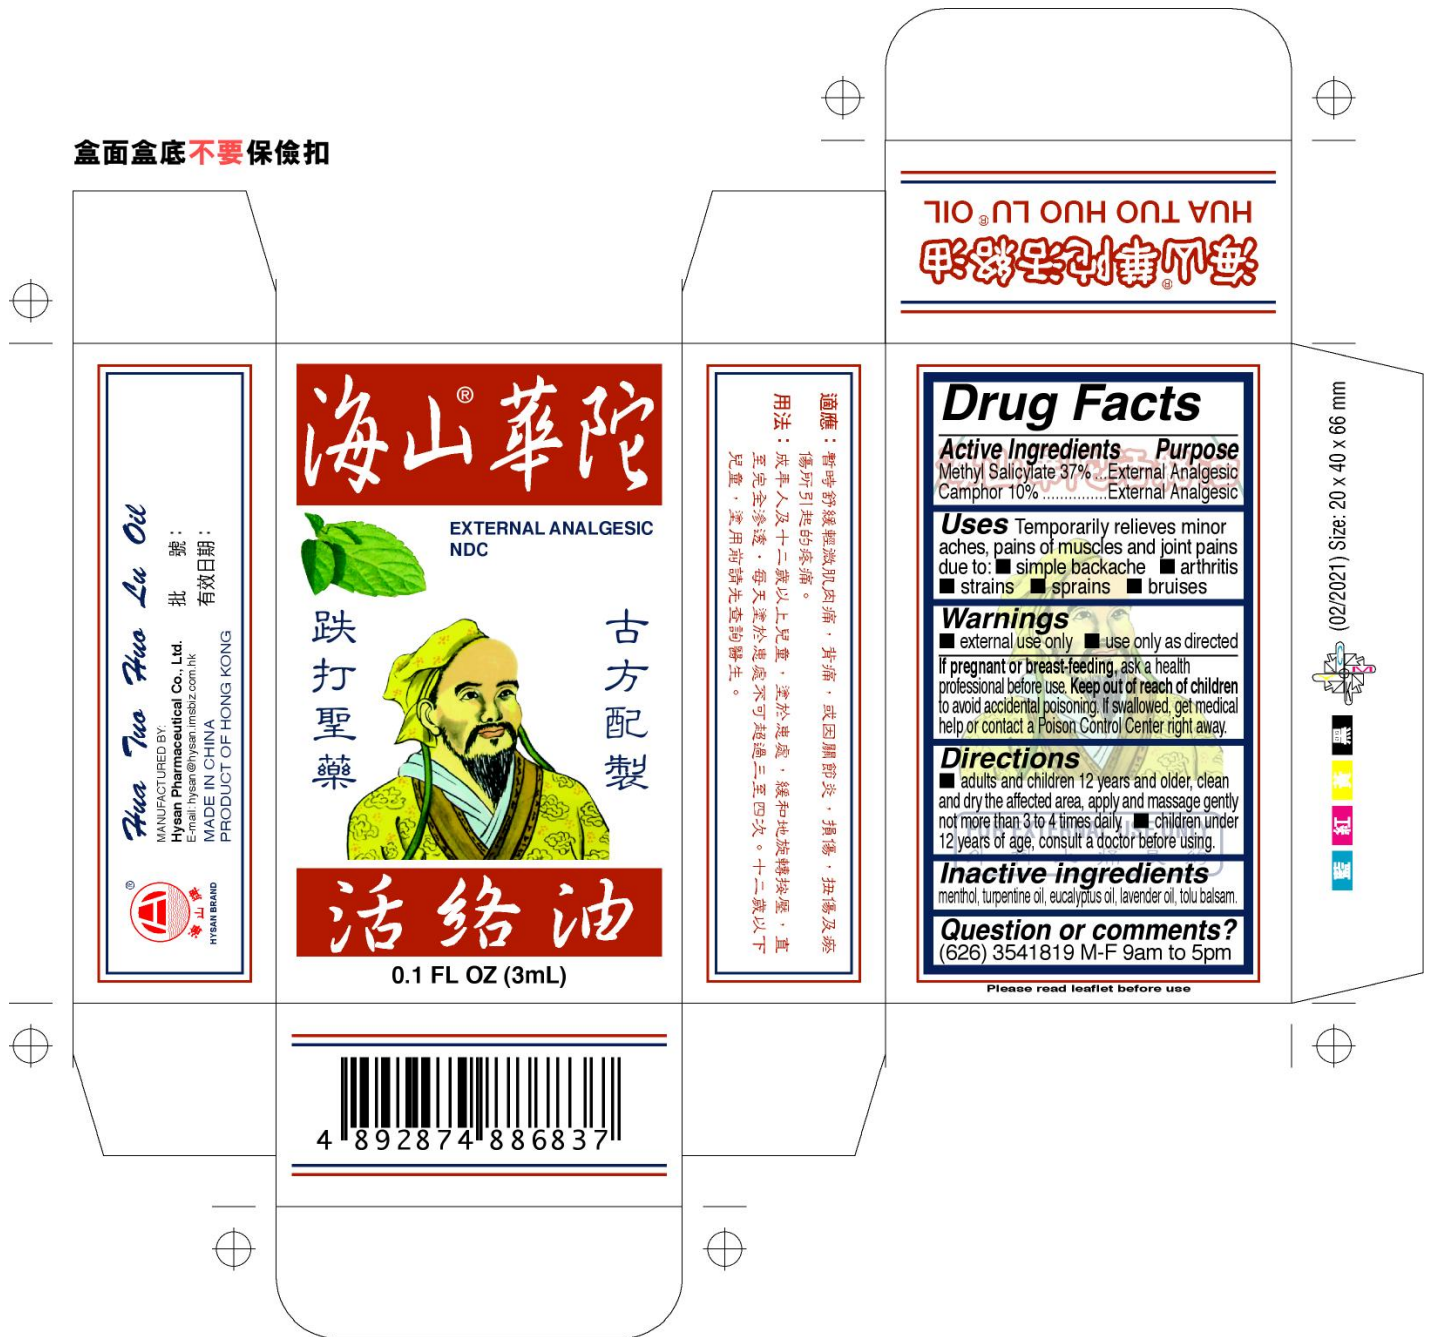 盒面盒底不要保儉扣
海山®華陀活絡油
HUA TUO HUO LU® OIL
Hua Tuo Huo Lu Oil
MANUFACTURED BY:
Hysan Pharmaceutical Co., Ltd.
E-mail: hysan@hysan.imsbiz.com.hk
MADE IN CHINA
PRODUCT OF HONG KONG
批　號：
有效日期：
®
海山牌
HYSAN BRAND
海山®華陀
EXTERNAL ANALGESIC
NDC
古方配製
跌打聖藥
活絡油
0.1 FL OZ (3mL)
適應：暫時舒緩輕微肌肉痛，背痛，或因關節炎，損傷，扭傷及瘀
傷所引起的疼痛。
用法：成年人及十二歲以上兒童，塗於患處，緩和地旋轉按壓，直
至完全滲透，每天塗於患處不可超過三至四次。十二歲以下
兒童，塗用前請先查詢醫生。
Drug Facts
Active Ingredients Purpose
Methyl Salicylate 37% ...External Analgesic
Camphor 10% ................External Analgesic
Uses Temporarily relieves minor
aches, pains of muscles and joint pains
due to: ■ simple backache ■ arthritis
■ strains ■ sprains ■ bruises
Warnings
■ external use only ■ use only as directed
If pregnant or breast-feeding, ask a health
professional before use. Keep out of reach of children
to avoid accidental poisoning. If swallowed, get medical
help or contact a Poison Control Center right away.
Directions
■ adults and children 12 years and older, clean
and dry the affected area, apply and massage gently
not more than 3 to 4 times daily ■ children under
12 years of age, consult a doctor before using.
FOR EXTERNAL USE ONLY
Inactive ingredients
menthol, turpentine oil, eucalyptus oil, lavender oil, tolu balsam.
Question or comments?
(626) 3541819 M-F 9am to 5pm
Please read leaflet before use
(02/2021) Size: 20 x 40 x 66 mm
C
M
Y
藍 紅 黃 黑
4 892874 886837